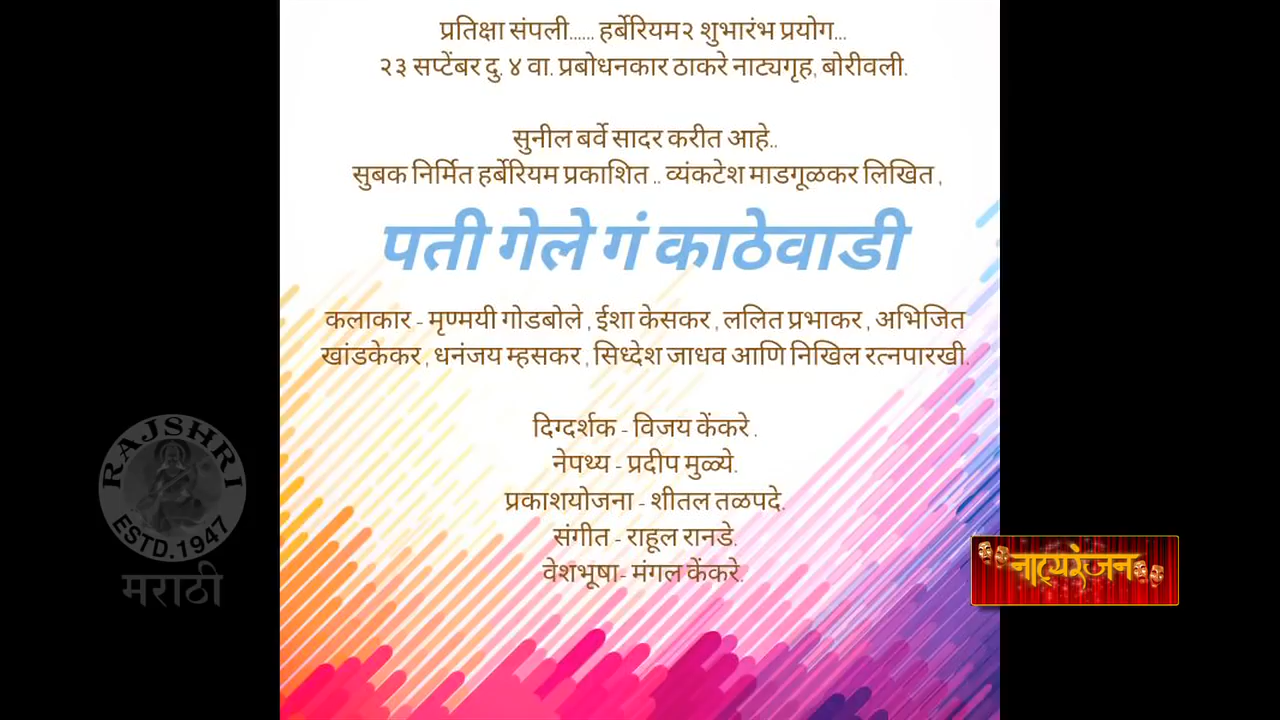 प्रतिक्षा संपली...... हर्बेरियम२ शुभारंभ प्रयोग...
२३ सप्टेंबर दु. ४ वा. प्रबोधनकार ठाकरे नाट्यगृह, बोरीवली.
सुनील बर्वे सादर करीत आहे..
सुबक निर्मित हर्बेरियम प्रकाशित .. व्यंकटेश माडगूळकर लिखित ,
पती गेले गं काठेवाडी
कलाकार - मृण्मयी गोडबोले , ईशा केसकर , ललित प्रभाकर , अभिजित
खांडकेकर , धनंजय म्हसकर , सिध्देश जाधव आणि निखिल रत्नपारखी.
दिग्दर्शक - विजय केंकरे .
नेपथ्य - प्रदीप मुळ्ये.
प्रकाशयोजना - शीतल तळपदे.
संगीत - राहूल रानडे.
वेशभूषा- मंगल केंकरे.
RAJSHRI
ESTD.1947
मराठी
नाट्यरंजन